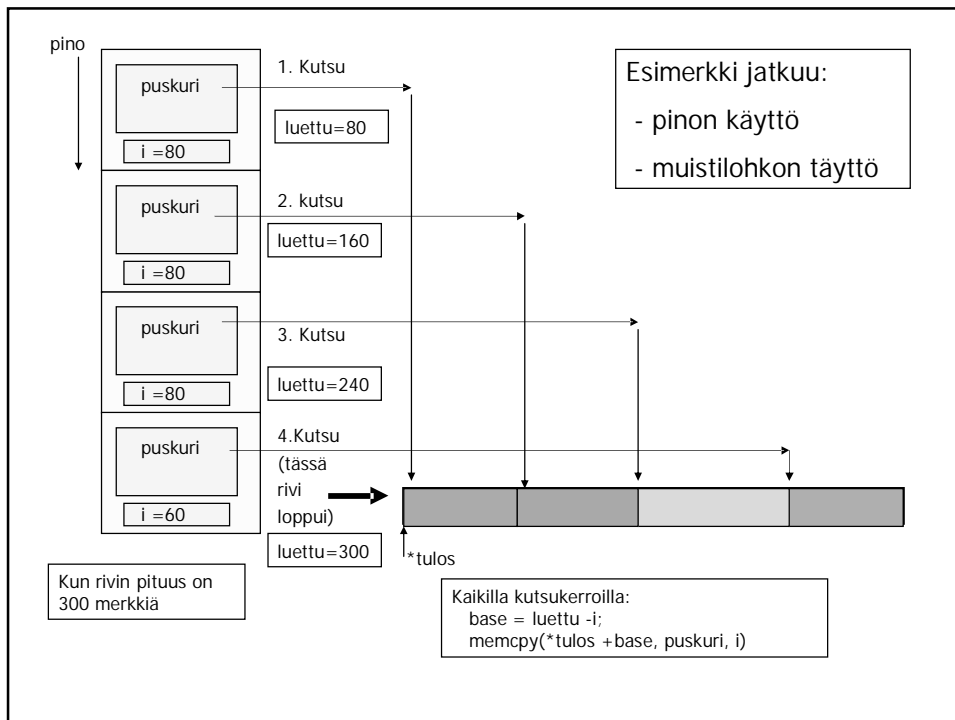 pino
puskuri
i =80
1. Kutsu
luettu=80
Esimerkki jatkuu:
- pinon käyttö
- muistilohkon täyttö
puskuri
i =80
2. kutsu
luettu=160
puskuri
i =80
3. Kutsu
luettu=240
puskuri
i=60
4.Kutsu
(tässä
rivi
loppui)
luettu=300
*tulos
Kun rivin pituus on
300 merkkiä
Kaikilla kutsukerroilla:
base = luettu -i;
memcpy(*tulos +base, puskuri, i)